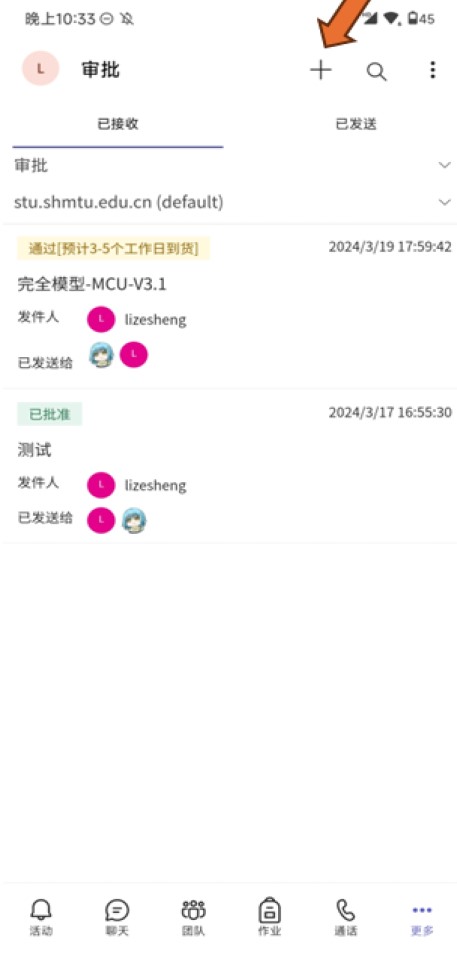 晚上10:33 45
L 审批
已接收 已发送
审批
stu.shmtu.edu.cn (default)
通过[预计3-5个工作日到货] 2024/3/19 17:59:42
完全模型-MCU-V3.1
发件人 L lizesheng
已发送给 L
已批准 2024/3/17 16:55:30
测试
发件人 L lizesheng
已发送给 L
活动 聊天 团队 作业 通话 更多